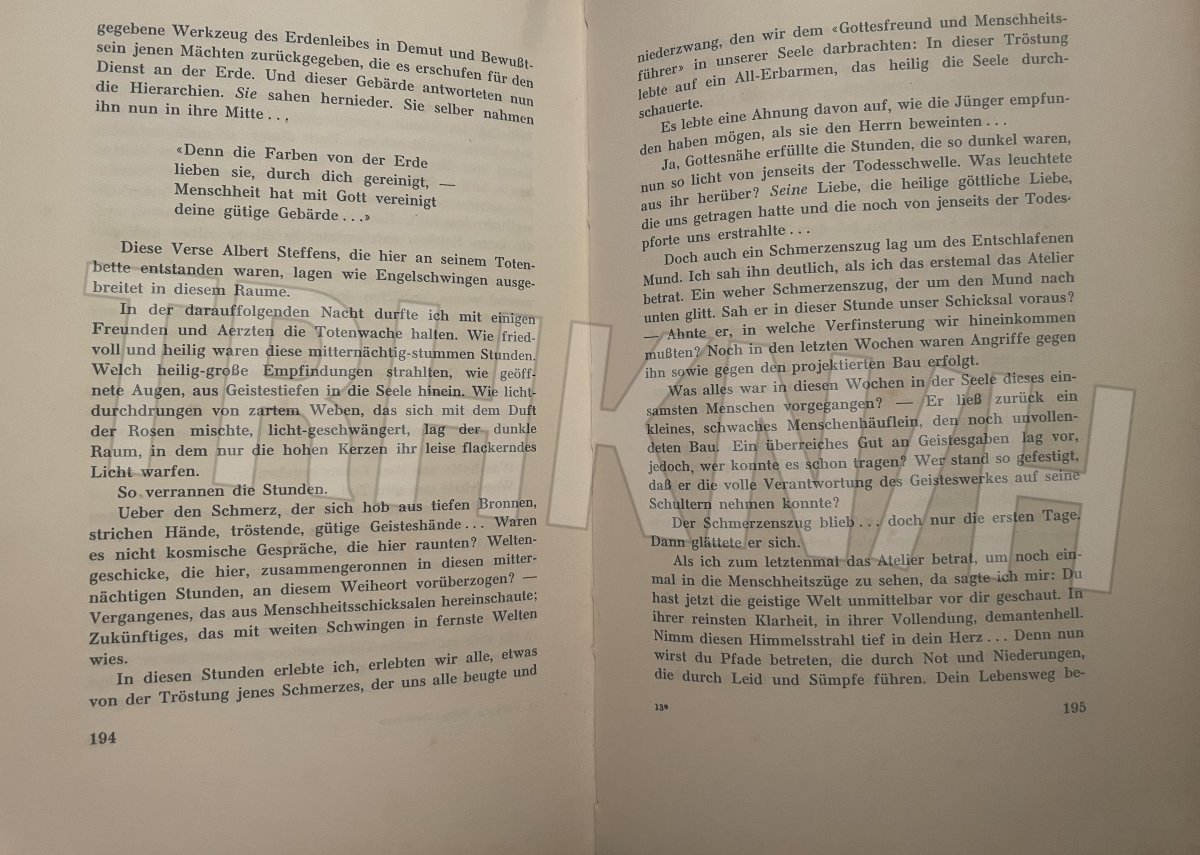 gegebene Werkzeug des Erdenleibes in Demut und Bewußt-
sein jenen Mächten zurückgegeben, die es erschufen für den
Dienst an der Erde. Und dieser Gebärde antworteten nun
die Hierarchien. Sie sahen hernieder. Sie selber nahmen
ihn nun in ihre Mitte...
«Denn die Farben von der Erde
lieben sie, durch dich gereinigt, —
Menschheit hat mit Gott vereinigt
deine gütige Gebärde...»
Diese Verse Albert Steffens, die hier an seinem Toten-
bette entstanden waren, lagen wie Engelschwingen ausge-
breitet in diesem Raume.
In der darauffolgenden Nacht durfte ich mit einigen
Freunden und Aerzten die Totenwache halten. Wie fried-
voll und heilig waren diese mitternächtig-stummen Stunden.
Welch heilig-große Empfindungen strahlten, wie geöff-
nete Augen, aus Geistestiefen in die Seele hinein. Wie licht-
durchdrungen von zartem Weben, das sich mit dem Duft
der Rosen mischte, licht-geschwängert, lag der dunkle
Raum, in dem nur die hohen Kerzen ihr leise flackerndes
Licht warfen.
So verrannen die Stunden.
Ueber den Schmerz, der sich hob aus tiefen Bronnen,
strichen Hände, tröstende, gütige Geisteshände... Waren
es nicht kosmische Gespräche, die hier raunten? Welten-
geschicke, die hier, zusammengeronnen in diesen mitter-
nächtigen Stunden, an diesem Weiheort vorüberzogen? —
Vergangenes, das aus Menschheitsschicksalen hereinschaute;
Zukünftiges, das mit weiten Schwingen in fernste Welten
wies.
In diesen Stunden erlebte ich, erlebten wir alle, etwas
von der Tröstung jenes Schmerzes, der uns alle beugte und
194
niederzwang, den wir dem «Gottesfreund und Menschheits-
führer» in unserer Seele darbrachten: In dieser Tröstung
lebte auf ein All-Erbarmen, das heilig die Seele durch-
schauerte.
Es lebte eine Ahnung davon auf, wie die Jünger empfun-
den haben mögen, als sie den Herrn beweinten...
Ja, Gottesnähe erfüllte die Stunden, die so dunkel waren,
nun so licht von jenseits der Todesschwelle. Was leuchtete
aus ihr herüber? Seine Liebe, die heilige göttliche Liebe,
die uns getragen hatte und die noch von jenseits der Todes-
pforte uns erstrahlte...
Doch auch ein Schmerzenszug lag um des Entschlafenen
Mund. Ich sah ihn deutlich, als ich das erstemal das Atelier
betrat. Ein weher Schmerzenszug, der um den Mund nach
unten glitt. Sah er in dieser Stunde unser Schicksal voraus?
— Ahnte er, in welche Verfinsterung wir hineinkommen
mußten? Noch in den letzten Wochen waren Angriffe gegen
ihn sowie gegen den projektierten Bau erfolgt.
Was alles war in diesen Wochen in der Seele dieses ein-
samsten Menschen vorgegangen? — Er ließ zurück ein
kleines, schwaches Menschenhäuflein, den noch unvollen-
deten Bau. Ein überreiches Gut an Geistesgaben lag vor,
jedoch, wer konnte es schon tragen? Wer stand so gefestigt,
daß er die volle Verantwortung des Geisteswerkes auf seine
Schultern nehmen konnte?
Der Schmerzenszug blieb... doch nur die ersten Tage.
Dann glättete er sich.
Als ich zum letztenmal das Atelier betrat, um noch ein-
mal in die Menschheitszüge zu sehen, da sagte ich mir: Du
hast jetzt die geistige Welt unmittelbar vor dir geschaut. In
ihrer reinsten Klarheit, in ihrer Vollendung, demantenhell.
Nimm diesen Himmelsstrahl tief in dein Herz... Denn nun
wirst du Pfade betreten, die durch Not und Niederungen,
die durch Leid und Sümpfe führen. Dein Lebensweg be-
13*
195